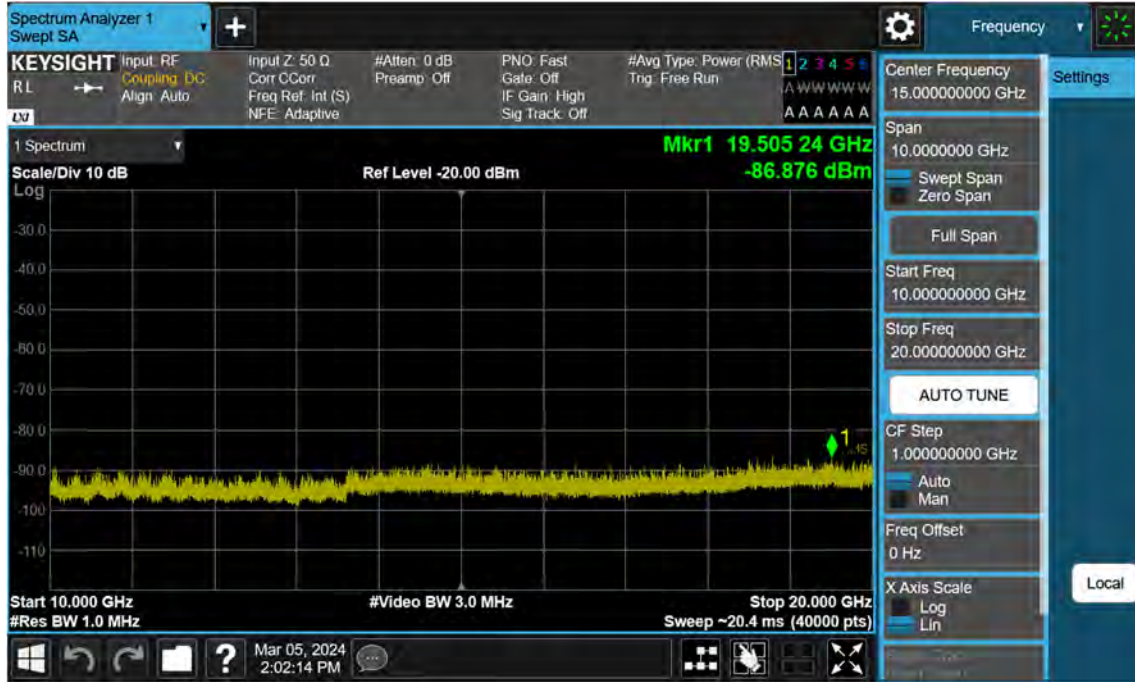 Spectrum Analyzer 1
Swept SA
+
Frequency
KEYSIGHT
R L
LXI
Input: RF
Coupling: DC
Align: Auto
Input Z: 50 Ω
Corr CCorr
Freq Ref: Int (S)
NFE: Adaptive
#Atten: 0 dB
Preamp: Off
PNO: Fast
Gate: Off
IF Gain: High
Sig Track: Off
#Avg Type: Power (RMS
Trig: Free Run
1 2 3 4 5 6
A W W W W W
A A A A A A
1 Spectrum
Scale/Div 10 dB
Log
Ref Level -20.00 dBm
Mkr1 19.505 24 GHz
-86.876 dBm
-30.0
-40.0
-50.0
-60.0
-70.0
-80.0
-90.0
-100
-110
1
Start 10.000 GHz
#Res BW 1.0 MHz
#Video BW 3.0 MHz
Stop 20.000 GHz
Sweep ~20.4 ms (40000 pts)
?
Mar 05, 2024
2:02:14 PM
Center Frequency
15.000000000 GHz
Span
10.0000000 GHz
Swept Span
Zero Span
Full Span
Start Freq
10.000000000 GHz
Stop Freq
20.000000000 GHz
AUTO TUNE
CF Step
1.000000000 GHz
Auto
Man
Freq Offset
0 Hz
X Axis Scale
Log
Lin
Settings
Local